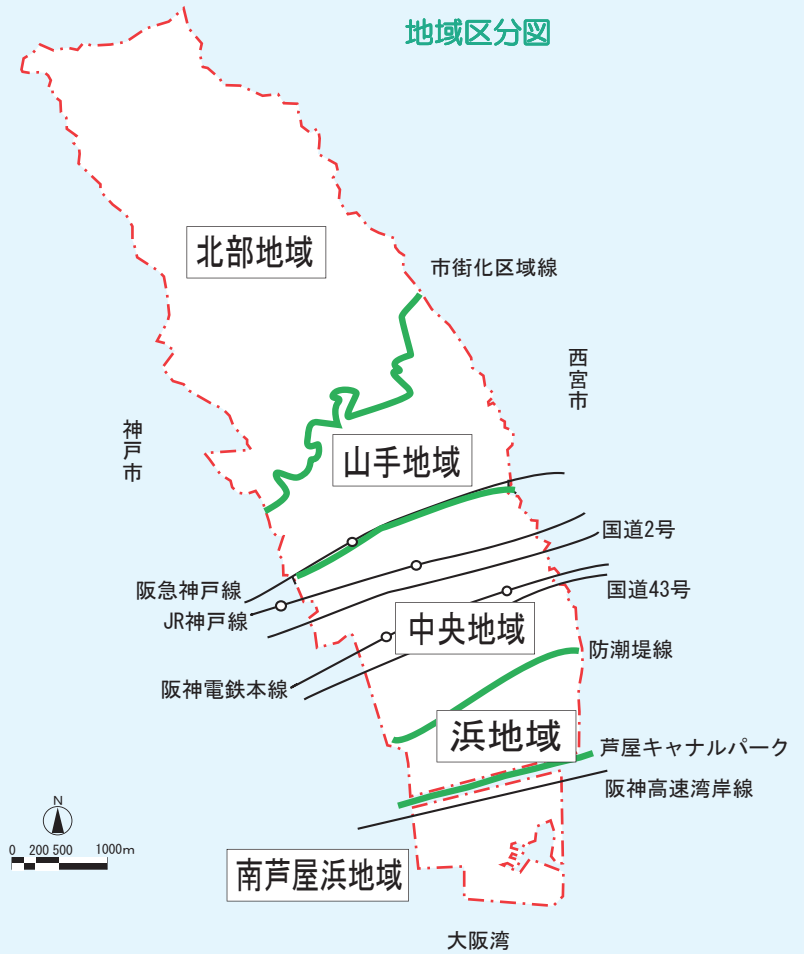 地域区分図
北部地域
市街化区域線
西宮市
神戸市
山手地域
国道2号
阪急神戸線
国道43号
JR神戸線
中央地域
防潮堤線
阪神電鉄本線
浜地域
芦屋キャナルパーク
阪神高速湾岸線
N
0 200 500 1000m
南芦屋浜地域
大阪湾